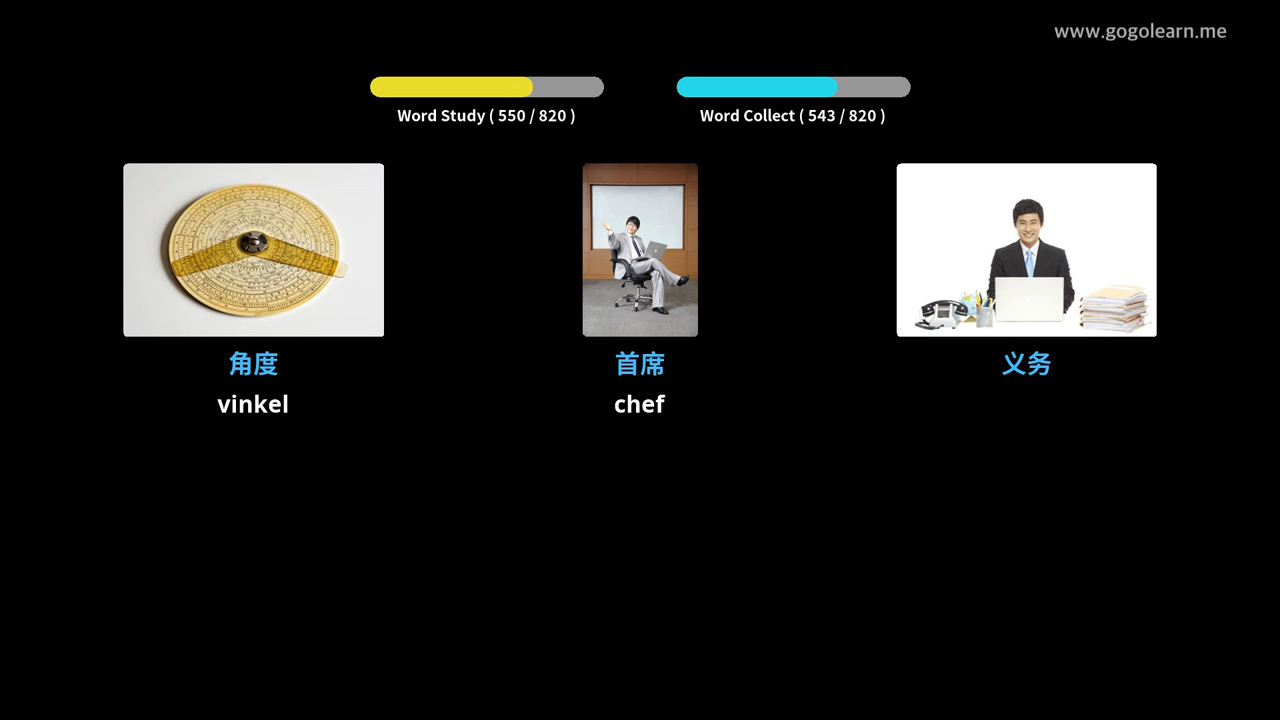 www.gogolearn.me
Word Study ( 550 / 820 )
Word Collect ( 543 / 820 )
角度
首席
义务
vinkel
chef